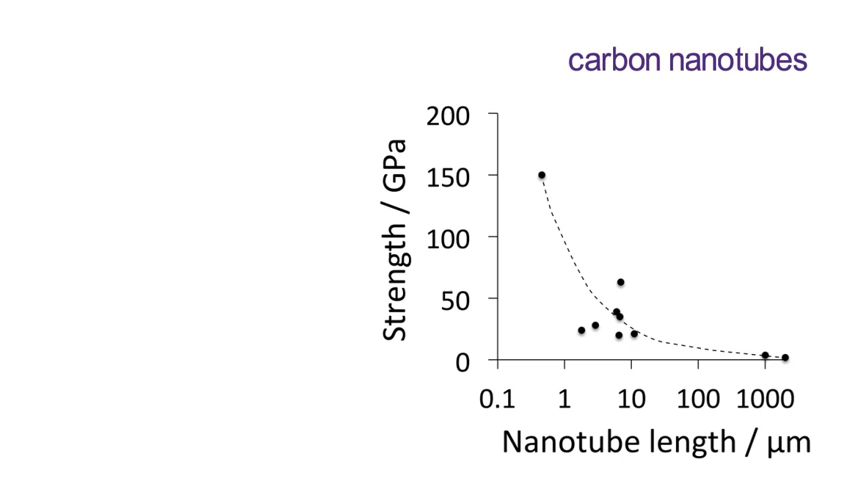 carbon nanotubes
200
150
100
50
0
Strength / GPa
0.1 1 10 100 1000
Nanotube length / μm